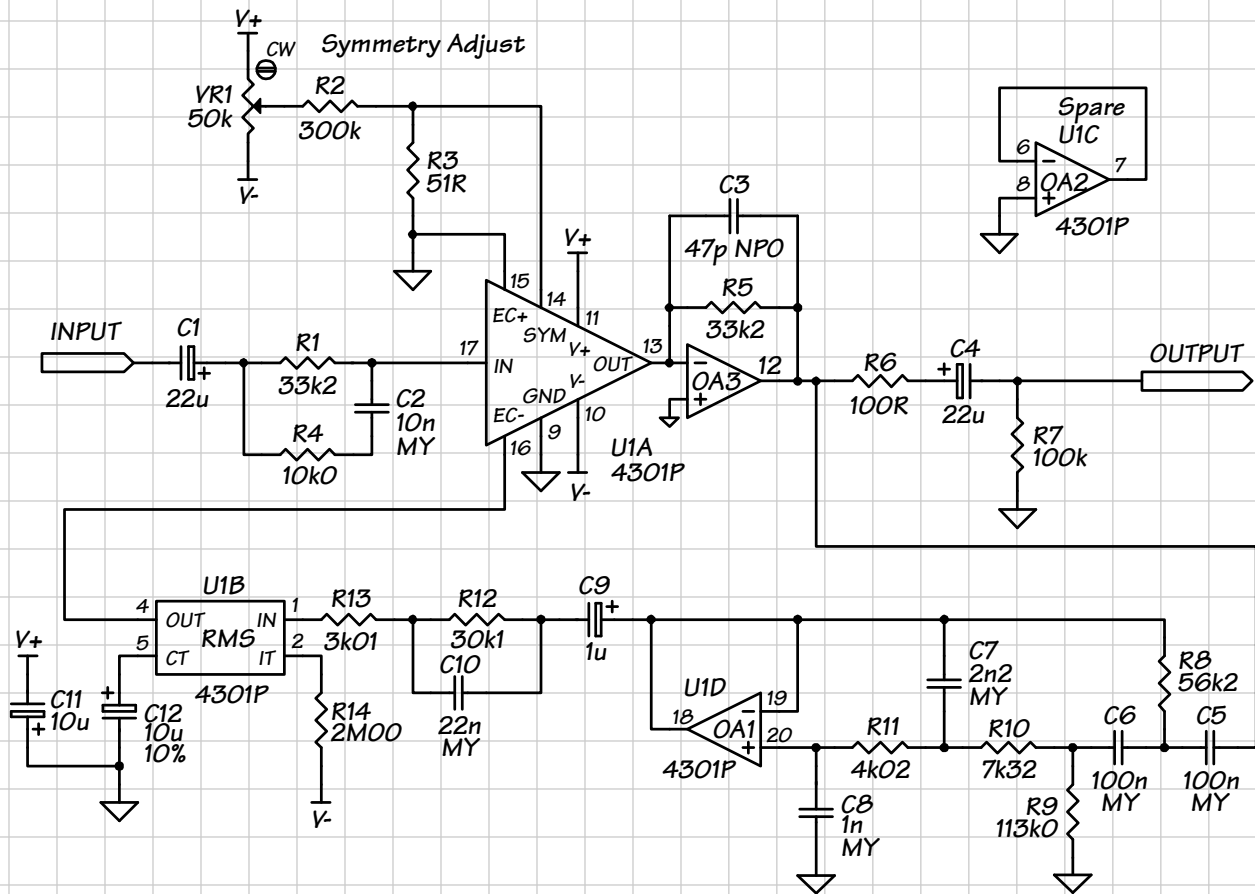 V+
CW
Symmetry Adjust
VR1
50k
R2
300k
V-
R3
51R
Spare
U1C
6
8
OA2
7
4301P
C3
47p NPO
V+
15
14
11
EC+
SYM
V+
R5
33k2
INPUT
C1
22u
R1
33k2
17
IN
OUT
13
V-
GND
EC-
10
9
16
V-
U1A
4301P
C2
10n
MY
R4
10k0
OA3
12
R6
100R
C4
22u
OUTPUT
R7
100k
U1B
4
OUT
IN
1
RMS
5
CT
IT
2
4301P
R13
3k01
R12
30k1
C10
22n
MY
C9
1u
V+
C11
10u
C12
10u
10%
R14
2M00
V-
U1D
18
19
OA1
20
4301P
C7
2n2
MY
R8
56k2
R11
4k02
R10
7k32
C6
100n
MY
C5
100n
MY
C8
1n
MY
R9
113k0